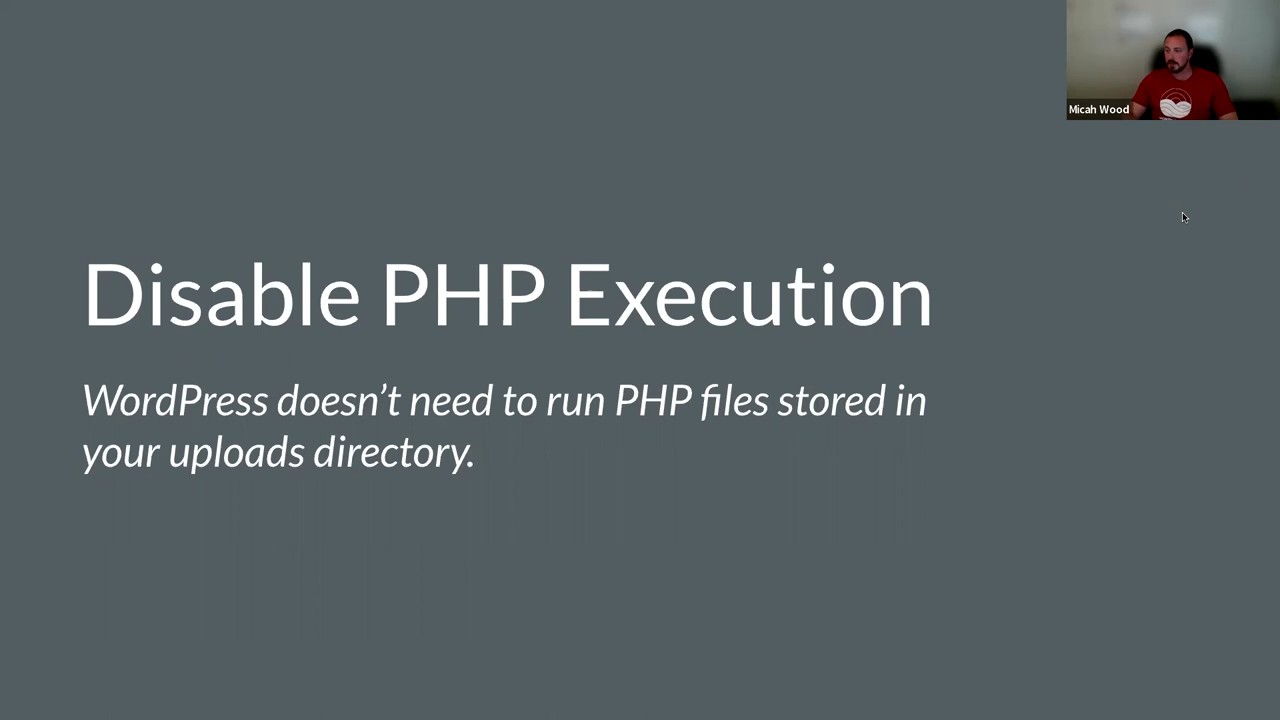 Micah Wood
Disable PHP Execution
WordPress doesn’t need to run PHP files stored in
your uploads directory.